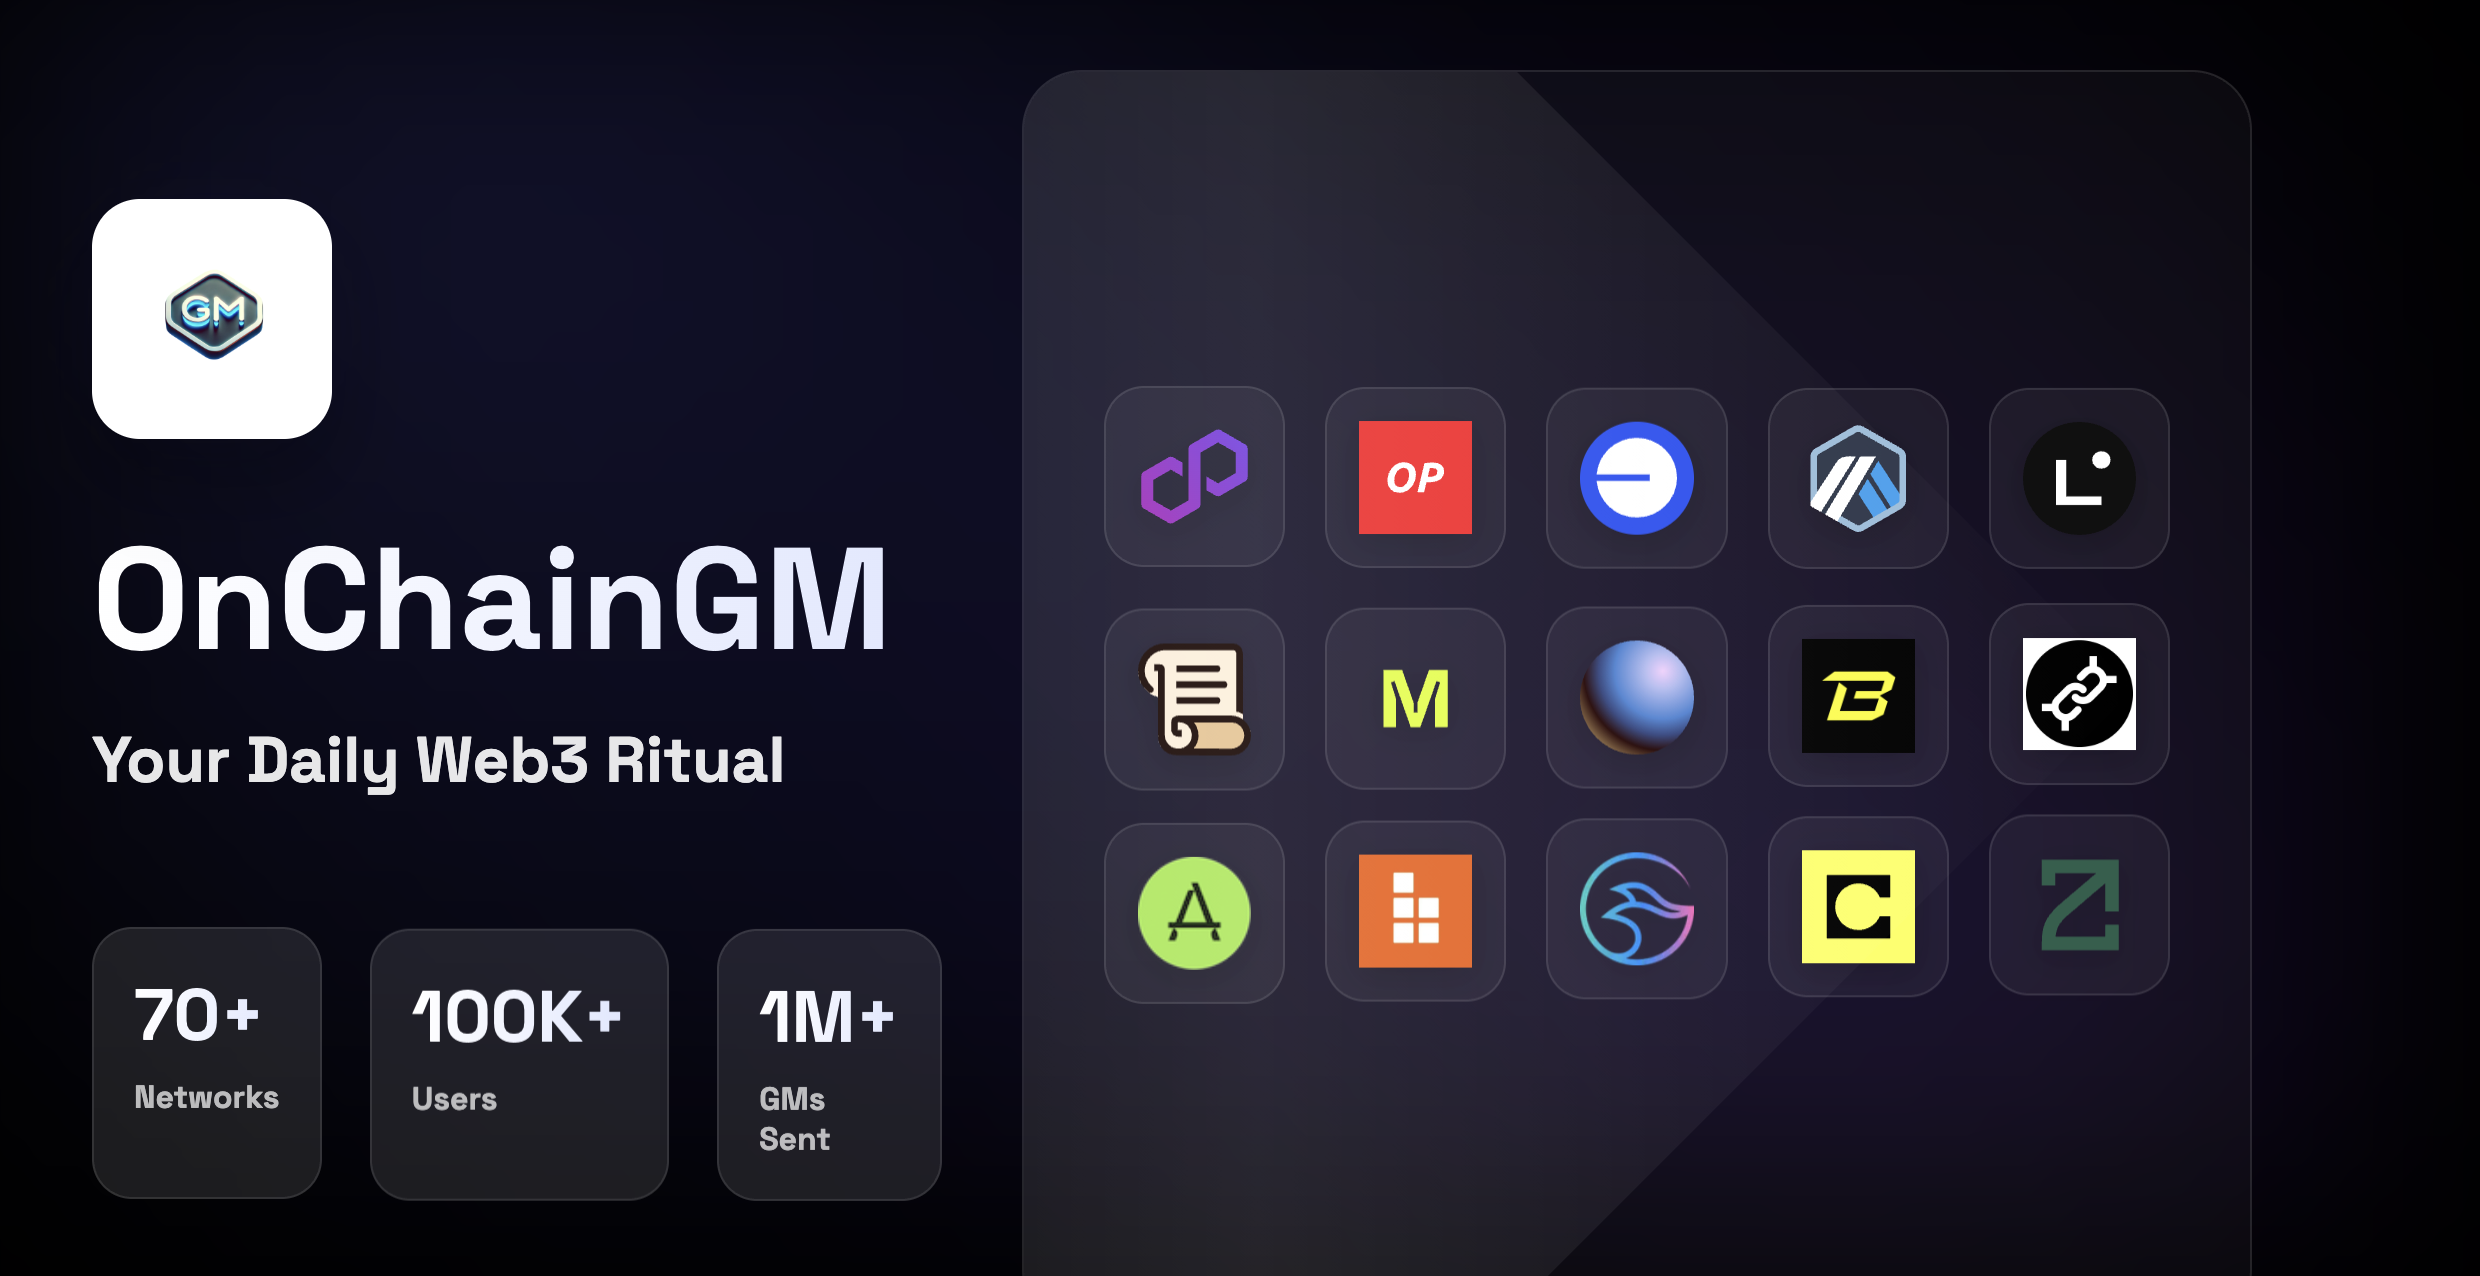 GM
OnChainGM
Your Daily Web3 Ritual
70+
Networks
100K+
Users
1M+
GMs
Sent
OP